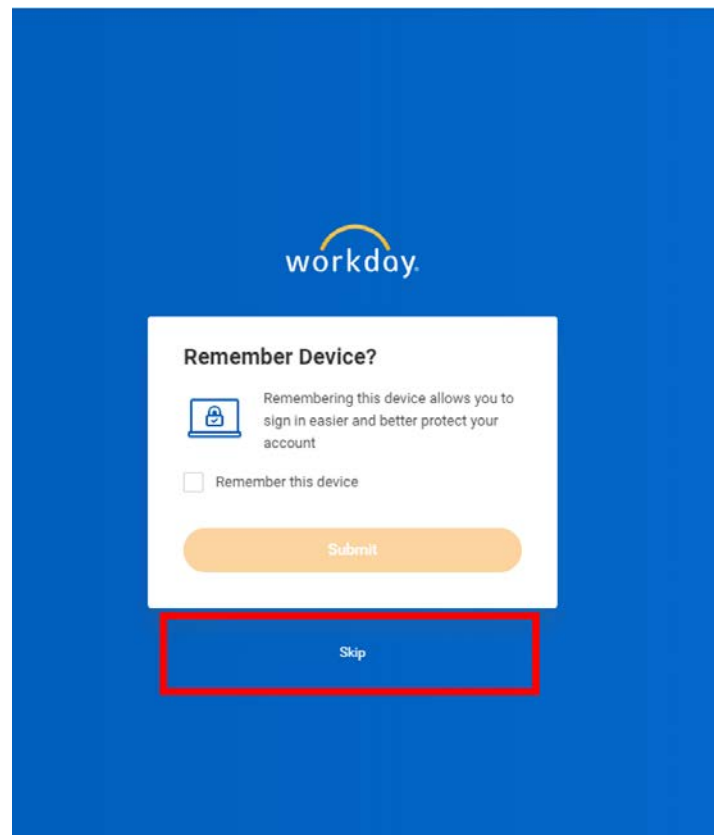 workday.
Remember Device?
Remembering this device allows you to
sign in easier and better protect your
account
Remember this device
Submit
Skip